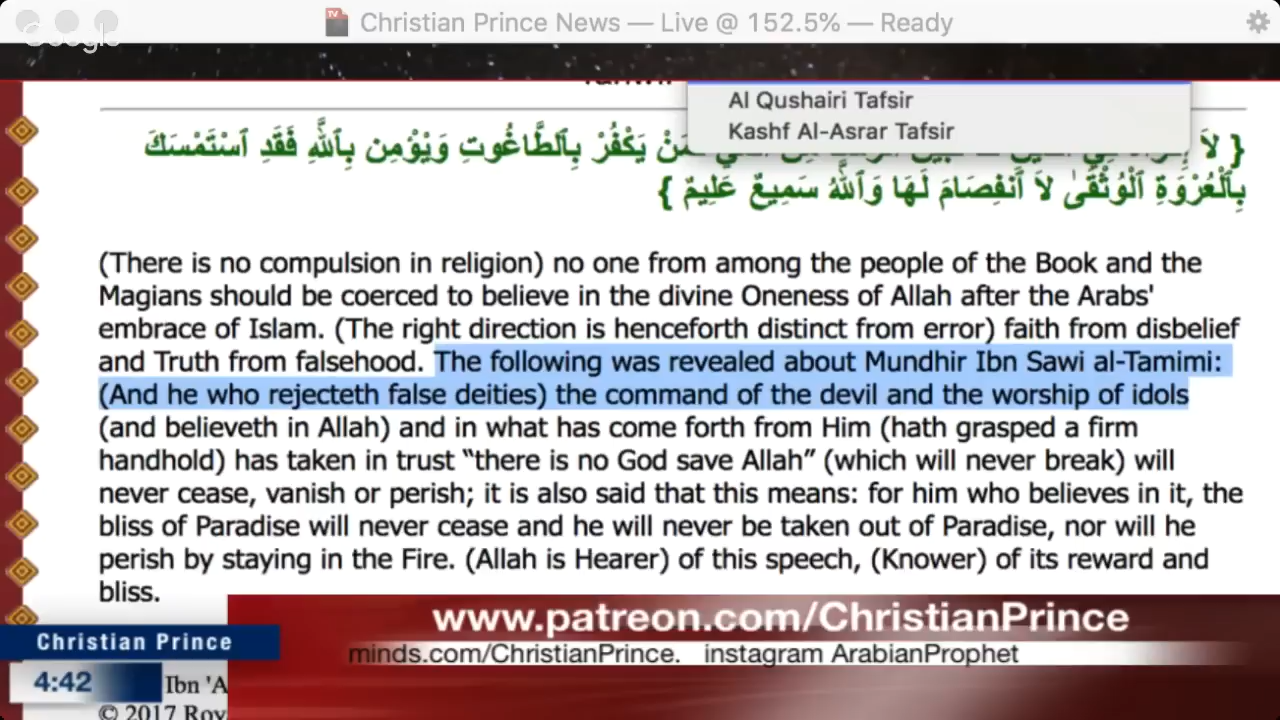 Christian Prince News — Live @ 152.5% — Ready
Google
Al Qushairi Tafsir
Kashf Al-Asrar Tafsir
{ لاَ مَنْ يَكْفُرْ بِٱلطَّاغُوتِ وَيْؤْمِن بِٱللَّهِ فَقَدِ ٱسْتَمْسَكَ
بِٱلْعُرْوَةِ ٱلْوُثْقَىٰ لاَ ٱنفِصَامَ لَهَا وَٱللَّهُ سَمِيعٌ عَلِيمٌ }
(There is no compulsion in religion) no one from among the people of the Book and the
Magians should be coerced to believe in the divine Oneness of Allah after the Arabs'
embrace of Islam. (The right direction is henceforth distinct from error) faith from disbelief
and Truth from falsehood. The following was revealed about Mundhir Ibn Sawi al-Tamimi:
(And he who rejecteth false deities) the command of the devil and the worship of idols
(and believeth in Allah) and in what has come forth from Him (hath grasped a firm
handhold) has taken in trust “there is no God save Allah” (which will never break) will
never cease, vanish or perish; it is also said that this means: for him who believes in it, the
bliss of Paradise will never cease and he will never be taken out of Paradise, nor will he
perish by staying in the Fire. (Allah is Hearer) of this speech, (Knower) of its reward and
bliss.
www.patreon.com/ChristianPrince
Christian Prince
minds.com/ChristianPrince. instagram ArabianProphet
4:42
Ibn 'A
© 2017 Roy